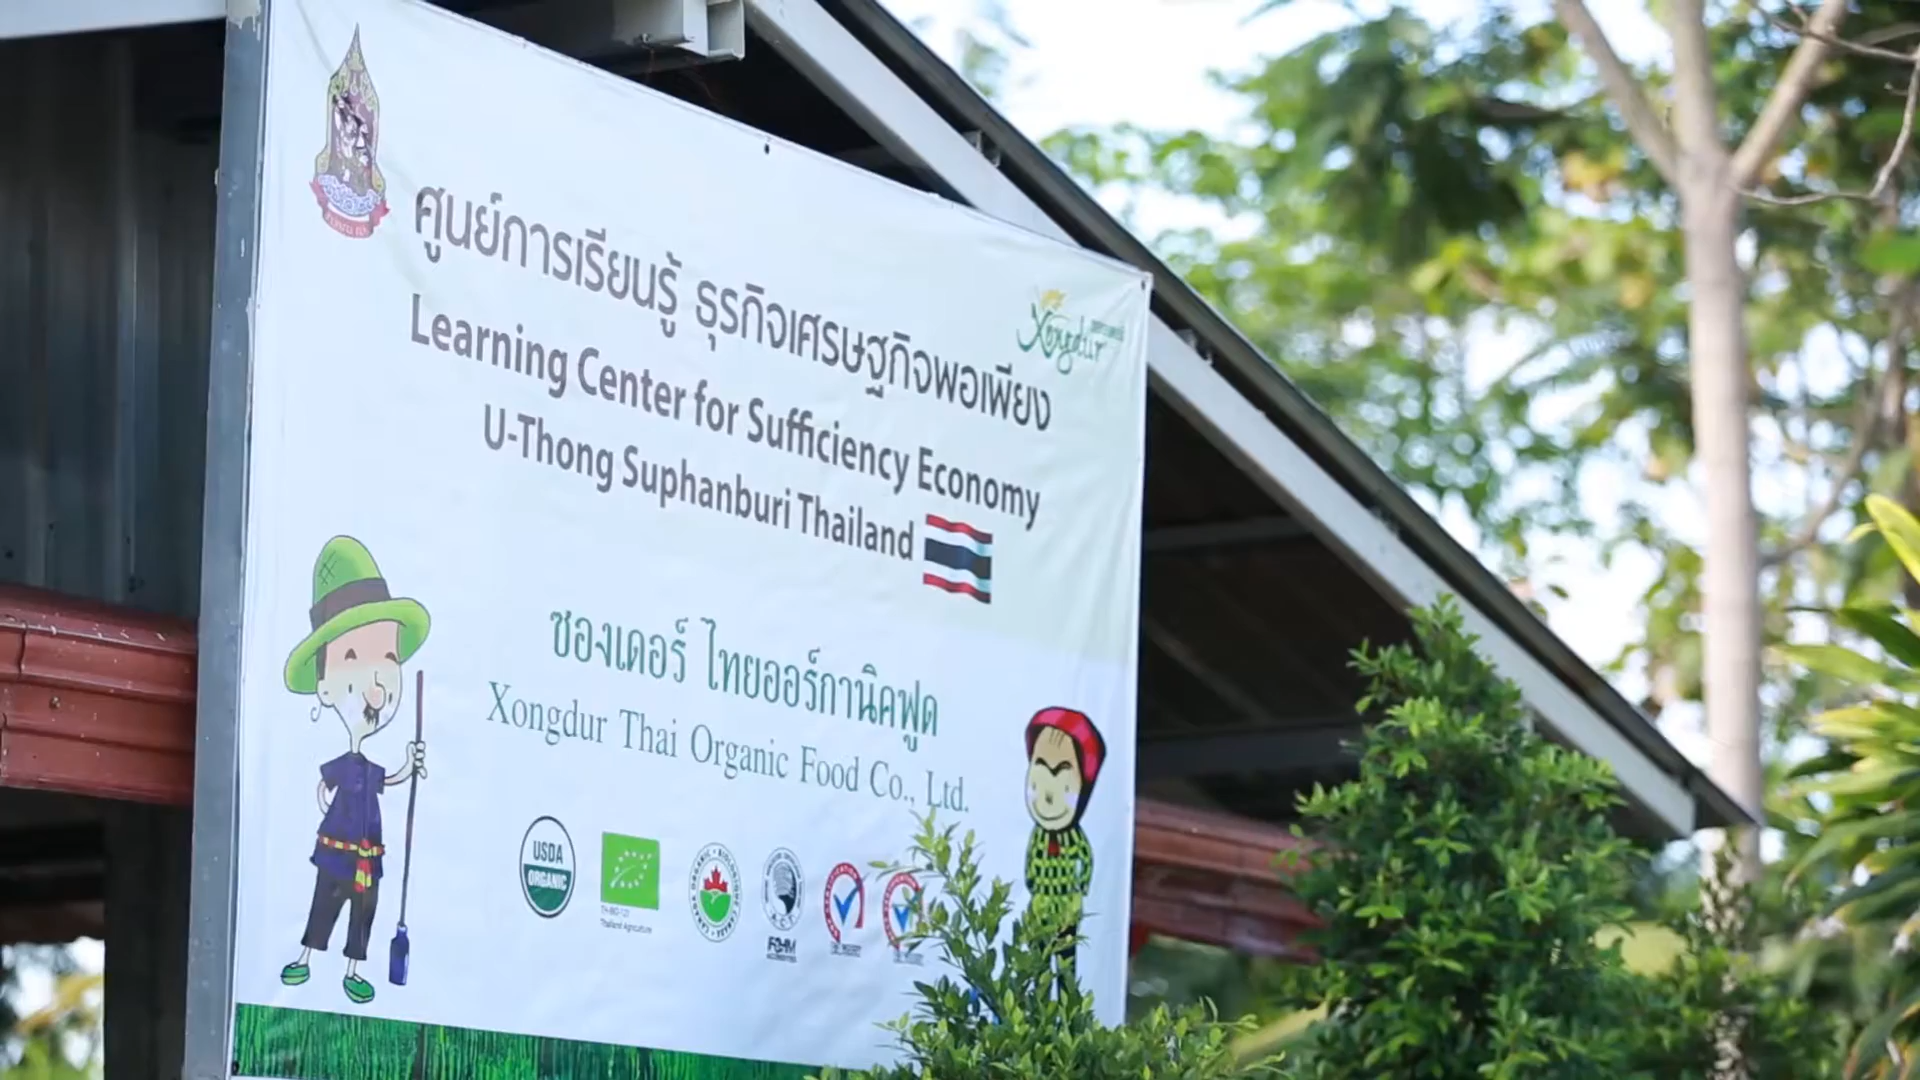 ศูนย์การเรียนรู้ ธุรกิจเศรษฐกิจพอเพียง
Xongdur
Learning Center for Sufficiency Economy
U-Thong Suphanburi Thailand
ซองเดอร์ ไทยออร์กานิคฟูด
Xongdur Thai Organic Food Co., Ltd.
USDA
ORGANIC
Thailand Agriculture